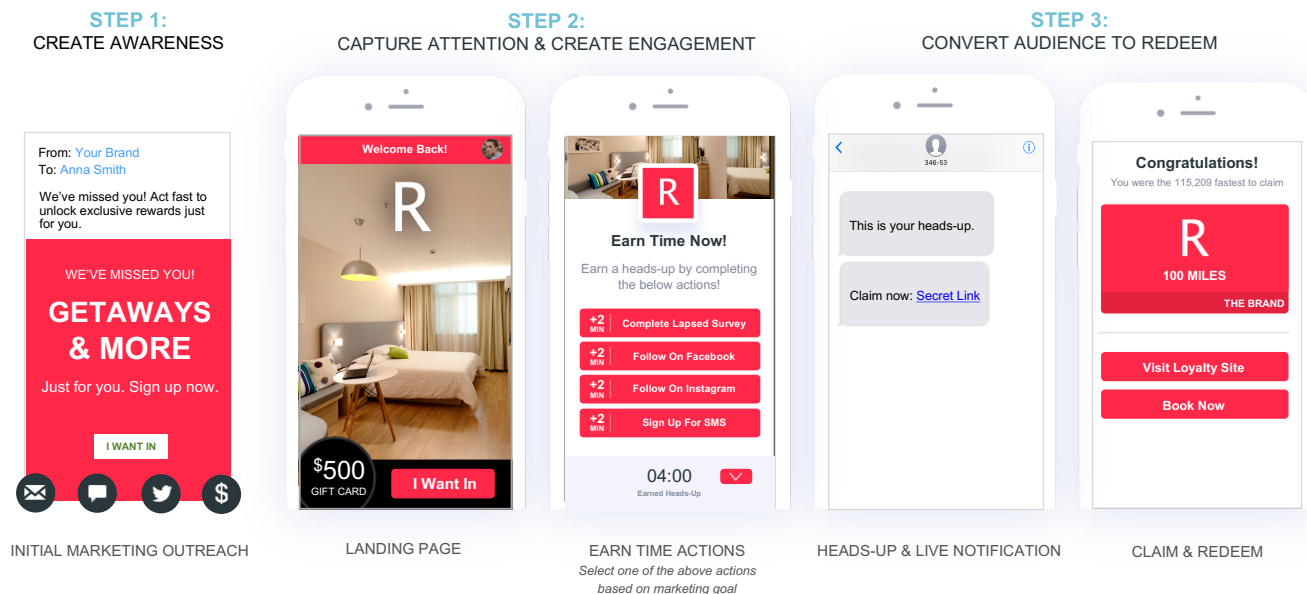 STEP 1:
CREATE AWARENESS
STEP 2:
CAPTURE ATTENTION & CREATE ENGAGEMENT
STEP 3:
CONVERT AUDIENCE TO REDEEM
From: Your Brand
To: Anna Smith
We've missed you! Act fast to
unlock exclusive rewards just
for you.
WE'VE MISSED YOU!
GETAWAYS
& MORE
Just for you. Sign up now.
I WANT IN
$
INITIAL MARKETING OUTREACH
Welcome Back!
R
$500
GIFT CARD
I Want In
LANDING PAGE
R
Earn Time Now!
Earn a heads-up by completing
the below actions!
+2 MIN Complete Lapsed Survey
+2 MIN Follow On Facebook
+2 MIN Follow On Instagram
+2 MIN Sign Up For SMS
04:00
Earned Heads-Up
EARN TIME ACTIONS
Select one of the above actions
based on marketing goal
346-53
This is your heads-up.
Claim now: Secret Link
HEADS-UP & LIVE NOTIFICATION
Congratulations!
You were the 115,209 fastest to claim
R
100 MILES
THE BRAND
Visit Loyalty Site
Book Now
CLAIM & REDEEM